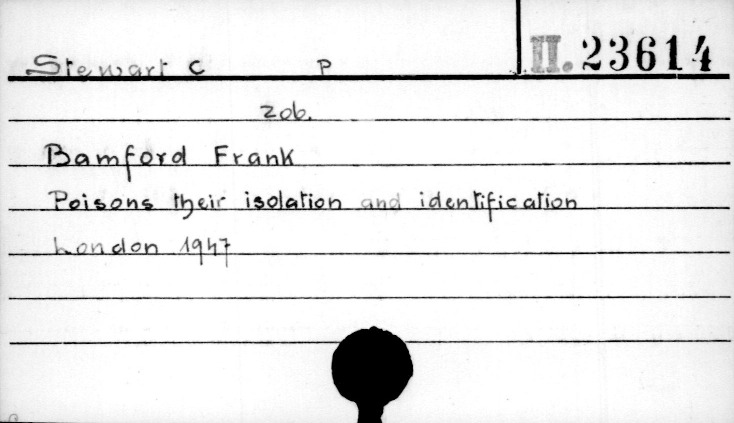 Stewart C P II. 23614
zob.
Bamford Frank
Poisons their isolation and identification
London 1947